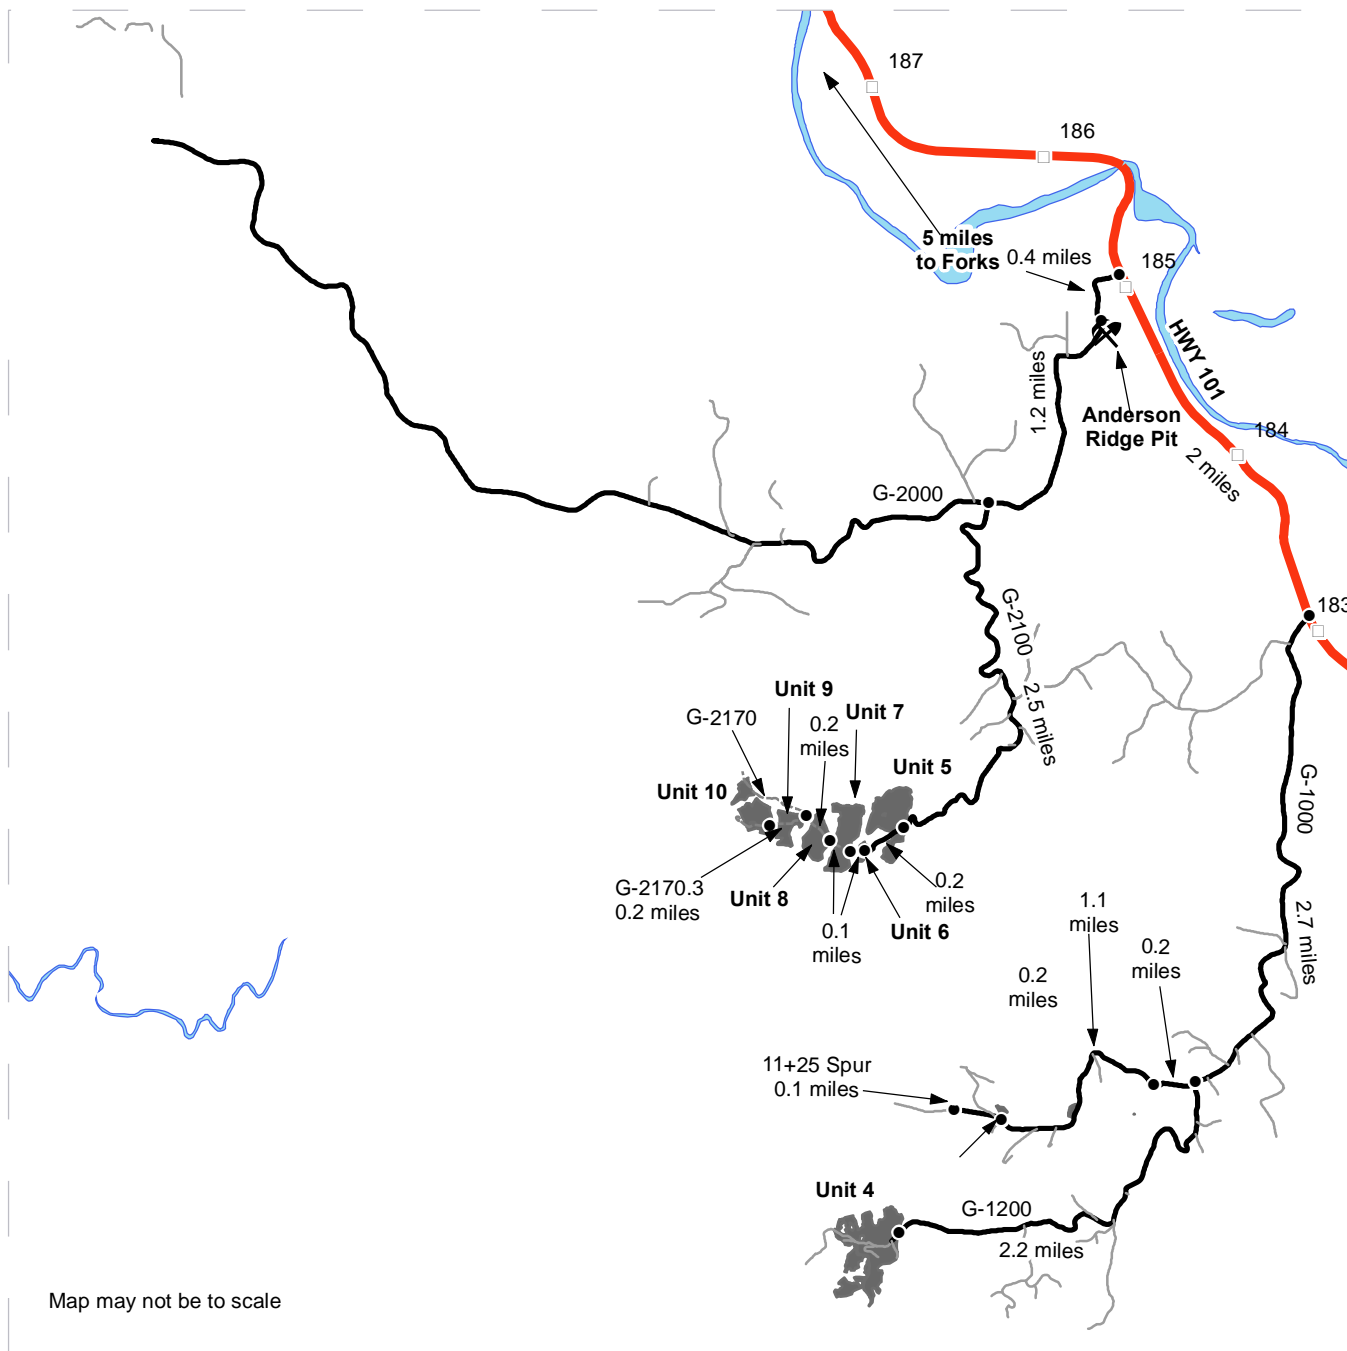 187
186
5 miles
to Forks
0.4 miles
185
HWY 101
1.2 miles
Anderson
Ridge Pit
184
2 miles
G-2000
G-2100
183
2.5 miles
Unit 9
G-2170
0.2
miles
Unit 7
Unit 5
Unit 10
G-1000
G-2170.3
0.2 miles
Unit 8
0.2
miles
0.1
miles
Unit 6
1.1
miles
2.7 miles
0.2
miles
0.2
miles
11+25 Spur
0.1 miles
Unit 4
G-1200
2.2 miles
Map may not be to scale